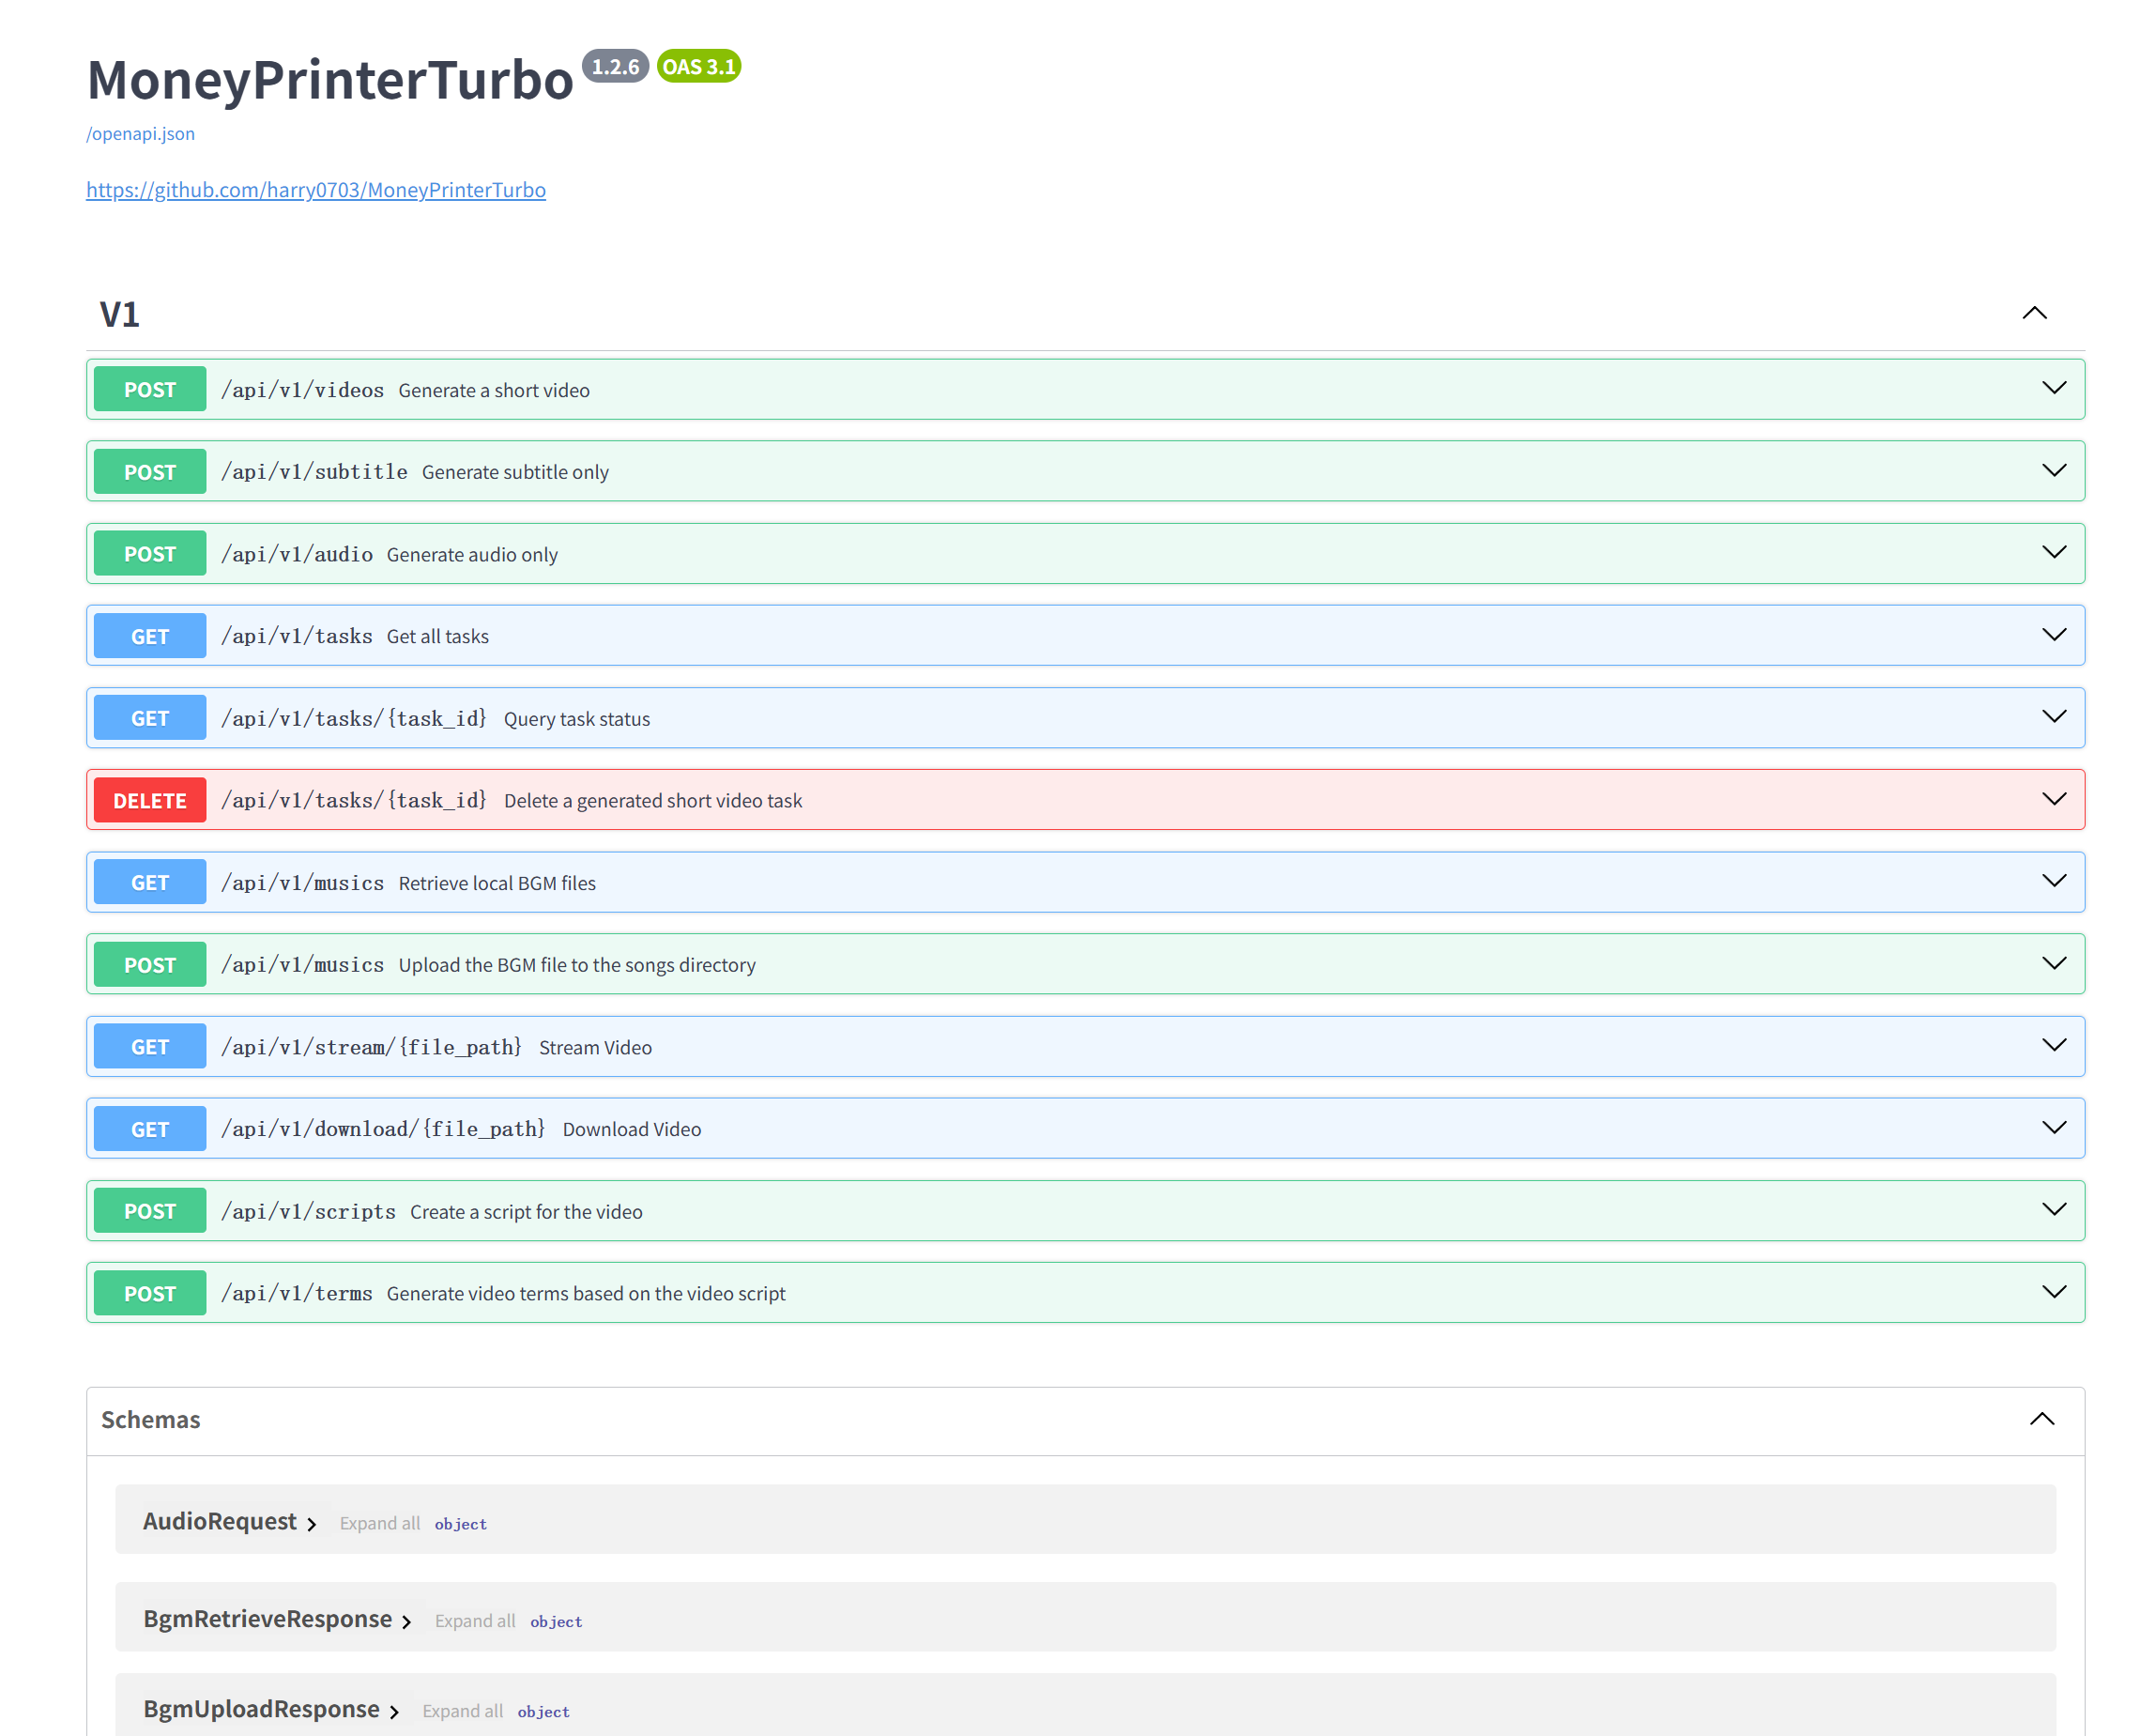 MoneyPrinterTurbo 1.2.6 OAS 3.1
/openapi.json
https://github.com/harry0703/MoneyPrinterTurbo
V1
POST /api/v1/videos Generate a short video
POST /api/v1/subtitle Generate subtitle only
POST /api/v1/audio Generate audio only
GET /api/v1/tasks Get all tasks
GET /api/v1/tasks/{task_id} Query task status
DELETE /api/v1/tasks/{task_id} Delete a generated short video task
GET /api/v1/musics Retrieve local BGM files
POST /api/v1/musics Upload the BGM file to the songs directory
GET /api/v1/stream/{file_path} Stream Video
GET /api/v1/download/{file_path} Download Video
POST /api/v1/scripts Create a script for the video
POST /api/v1/terms Generate video terms based on the video script
Schemas
AudioRequest Expand all object
BgmRetrieveResponse Expand all object
BgmUploadResponse Expand all object